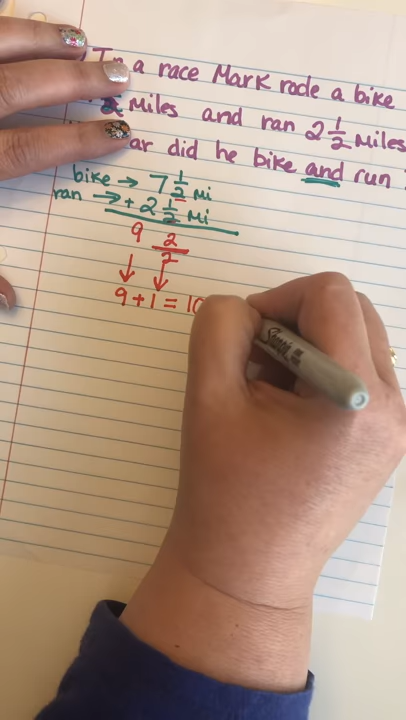 In a race Mark rode a bike
miles and ran 2 1/2 miles
did he bike and run
bike → 7 1/2 mi
ran → + 2 1/2 mi
9 2/2
9 + 1 = 10
Sharpie